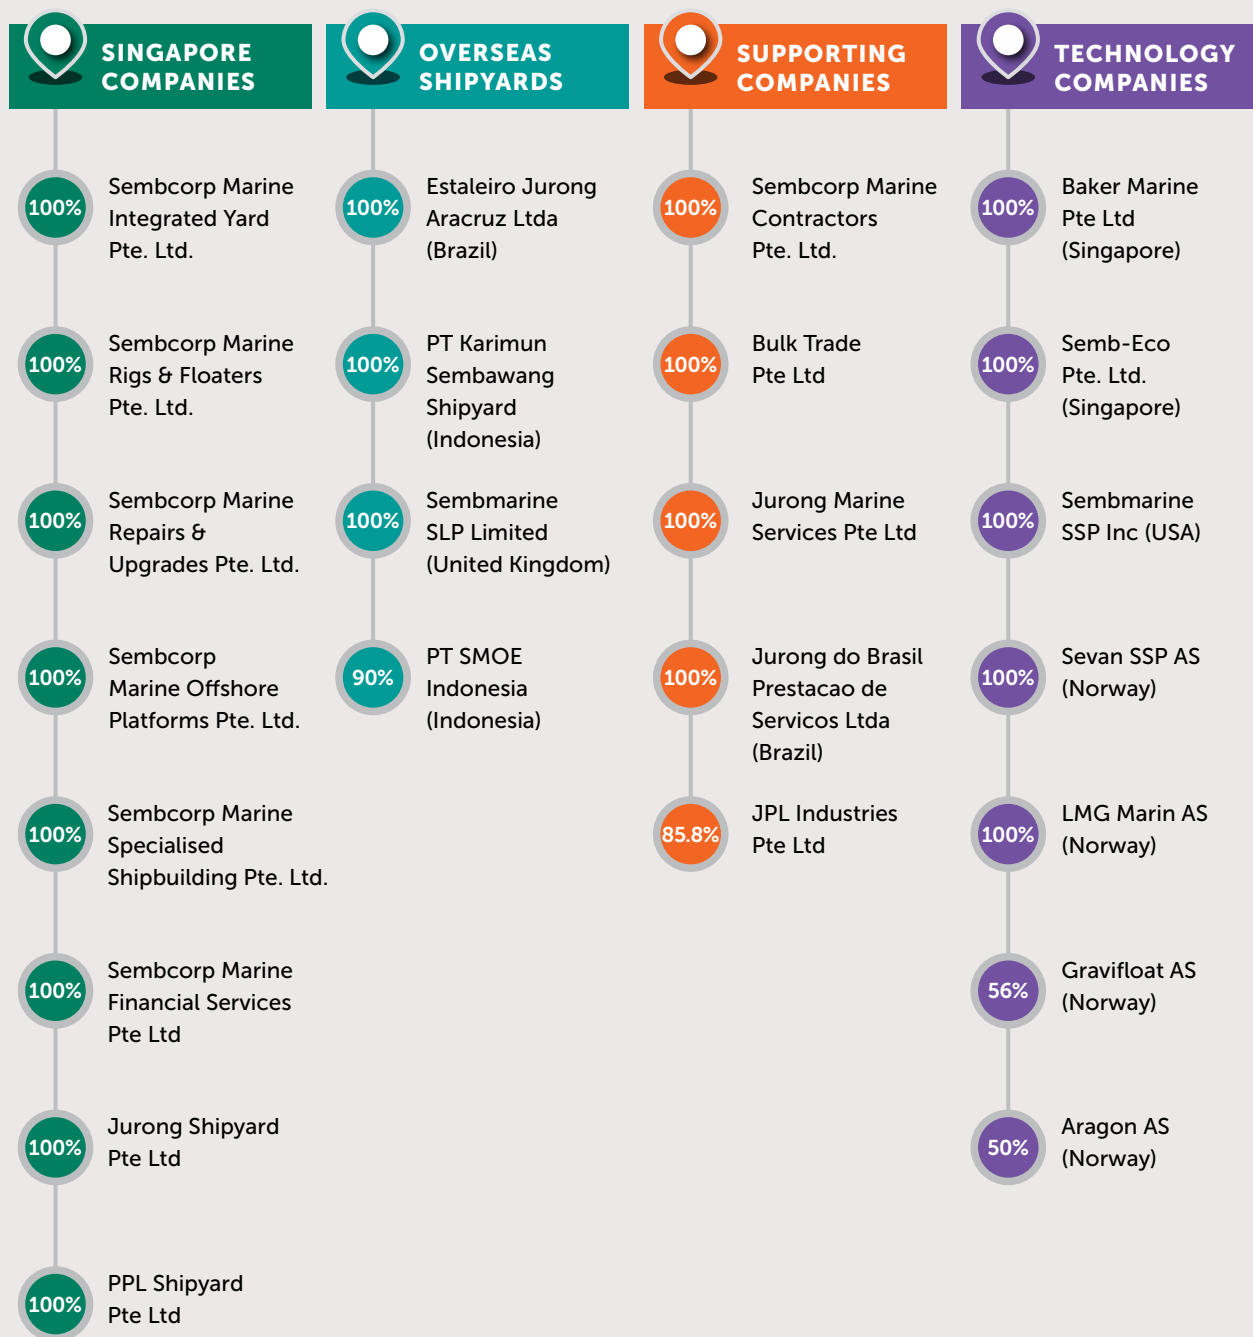 SINGAPORE
COMPANIES
100%
Sembcorp Marine
Integrated Yard
Pte. Ltd.
100%
Sembcorp Marine
Rigs & Floaters
Pte. Ltd.
100%
Sembcorp Marine
Repairs &
Upgrades Pte. Ltd.
100%
Sembcorp
Marine Offshore
Platforms Pte. Ltd.
100%
Sembcorp Marine
Specialised
Shipbuilding Pte. Ltd.
100%
Sembcorp Marine
Financial Services
Pte Ltd
100%
Jurong Shipyard
Pte Ltd
100%
PPL Shipyard
Pte Ltd
OVERSEAS
SHIPYARDS
100%
Estaleiro Jurong
Aracruz Ltda
(Brazil)
100%
PT Karimun
Sembawang
Shipyard
(Indonesia)
100%
Sembmarine
SLP Limited
(United Kingdom)
90%
PT SMOE
Indonesia
(Indonesia)
SUPPORTING
COMPANIES
100%
Sembcorp Marine
Contractors
Pte. Ltd.
100%
Bulk Trade
Pte Ltd
100%
Jurong Marine
Services Pte Ltd
100%
Jurong do Brasil
Prestacao de
Servicos Ltda
(Brazil)
85.8%
JPL Industries
Pte Ltd
TECHNOLOGY
COMPANIES
100%
Baker Marine
Pte Ltd
(Singapore)
100%
Semb-Eco
Pte. Ltd.
(Singapore)
100%
Sembmarine
SSP Inc (USA)
100%
Sevan SSP AS
(Norway)
100%
LMG Marin AS
(Norway)
56%
Gravifloat AS
(Norway)
50%
Aragon AS
(Norway)